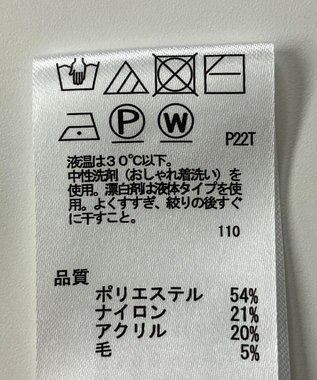 P W
P22T
液温は30℃以下。
中性洗剤（おしゃれ着洗い）を
使用。漂白剤は液体タイプを使
用。よくすすぎ、絞りの後すぐ
に干すこと。
110
品質
ポリエステル 54%
ナイロン 21%
アクリル 20%
毛 5%